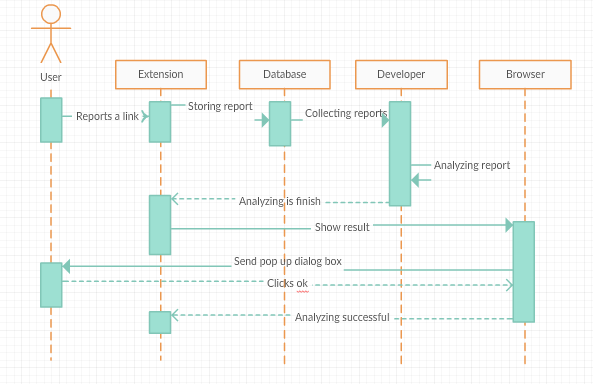 User
Extension
Database
Developer
Browser
Reports a link
Storing report
Collecting reports
Analyzing report
Analyzing is finish
Show result
Send pop up dialog box
Clicks ok
Analyzing successful